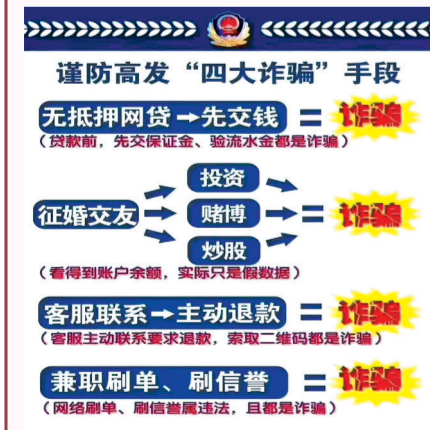 谨防高发“四大诈骗”手段
无抵押网贷→先交钱 = 诈骗
（贷款前，先交保证金、验流水金都是诈骗）
投资
征婚交友 → 赌博 → = 诈骗
炒股
（看得到账户余额，实际只是假数据）
客服联系→主动退款 = 诈骗
（客服主动联系要求退款，索取二维码都是诈骗）
兼职刷单、刷信誉 = 诈骗
（网络刷单、刷信誉属违法，且都是诈骗）